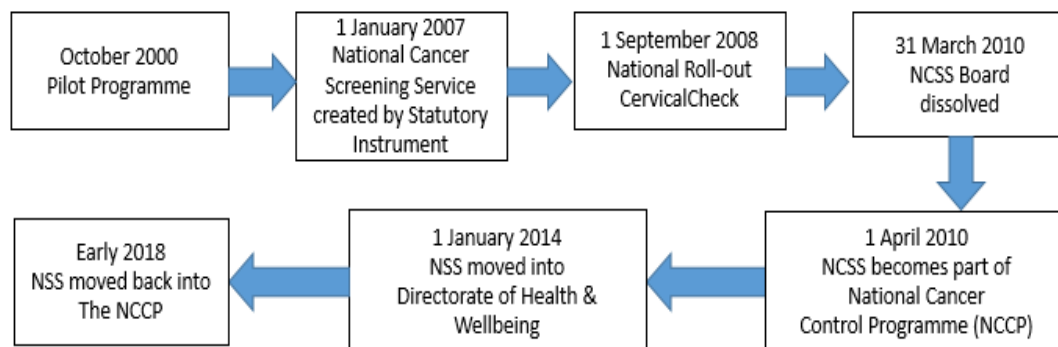 October 2000
Pilot Programme
1 January 2007
National Cancer
Screening Service
created by Statutory
Instrument
1 September 2008
National Roll-out
CervicalCheck
31 March 2010
NCSS Board
dissolved
1 April 2010
NCSS becomes part of
National Cancer
Control Programme (NCCP)
1 January 2014
NSS moved into
Directorate of Health &
Wellbeing
Early 2018
NSS moved back into
The NCCP